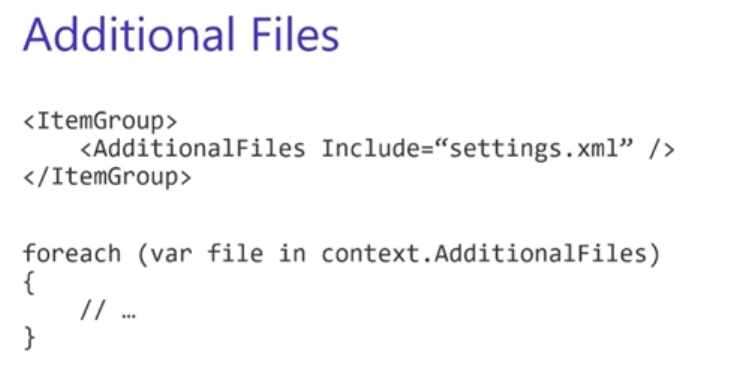 Additional Files
<ItemGroup>
    <AdditionalFiles Include=“settings.xml” />
</ItemGroup>
foreach (var file in context.AdditionalFiles)
{
    // …
}